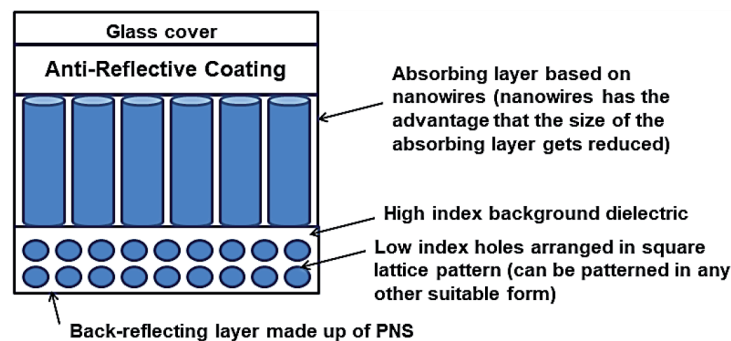 Glass cover
Anti-Reflective Coating
Absorbing layer based on
nanowires (nanowires has the
advantage that the size of the
absorbing layer gets reduced)
High index background dielectric
Low index holes arranged in square
lattice pattern (can be patterned in any
other suitable form)
Back-reflecting layer made up of PNS